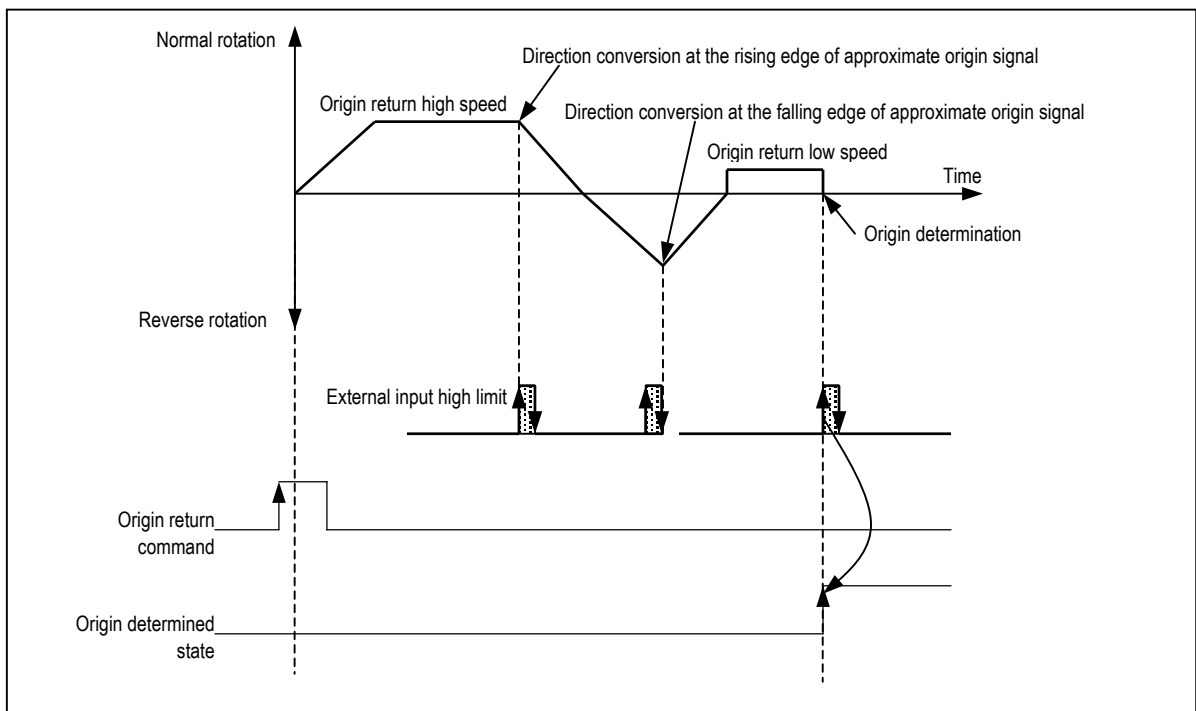 Normal rotation
Direction conversion at the rising edge of approximate origin signal
Origin return high speed
Direction conversion at the falling edge of approximate origin signal
Origin return low speed
Time
Origin determination
Reverse rotation
External input high limit
Origin return
command
Origin determined
state